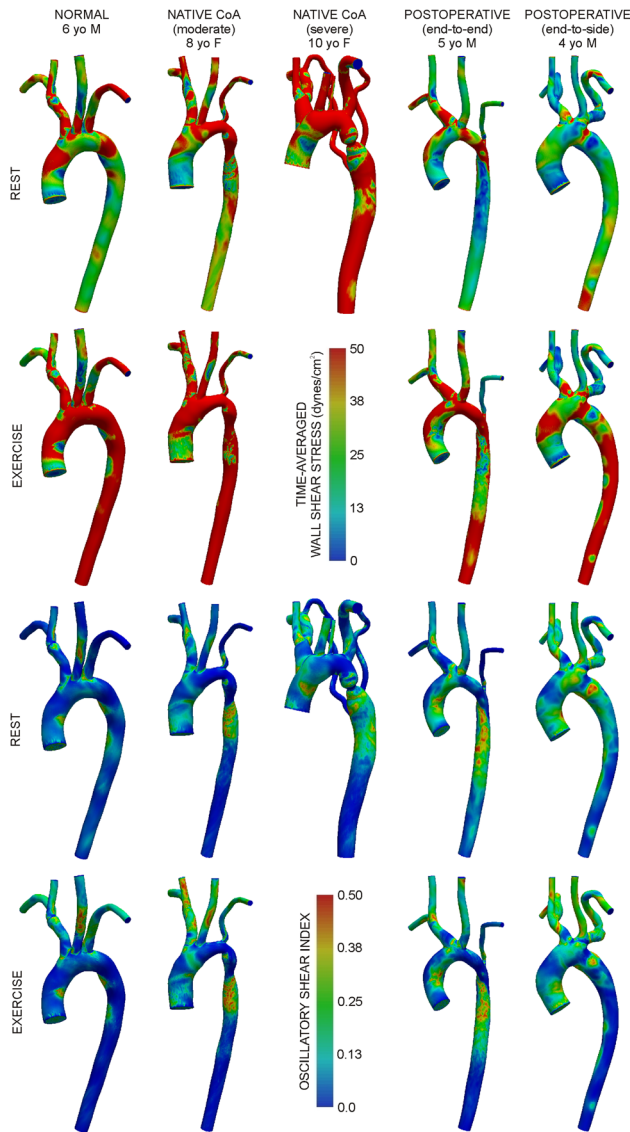 NORMAL
6 yo M
NATIVE CoA
(moderate)
8 yo F
NATIVE CoA
(severe)
10 yo F
POSTOPERATIVE
(end-to-end)
5 yo M
POSTOPERATIVE
(end-to-side)
4 yo M
REST
EXERCISE
TIME-AVERAGED
WALL SHEAR STRESS (dynes/cm²)
50
38
25
13
0
REST
EXERCISE
OSCILLATORY SHEAR INDEX
0.50
0.38
0.25
0.13
0.0